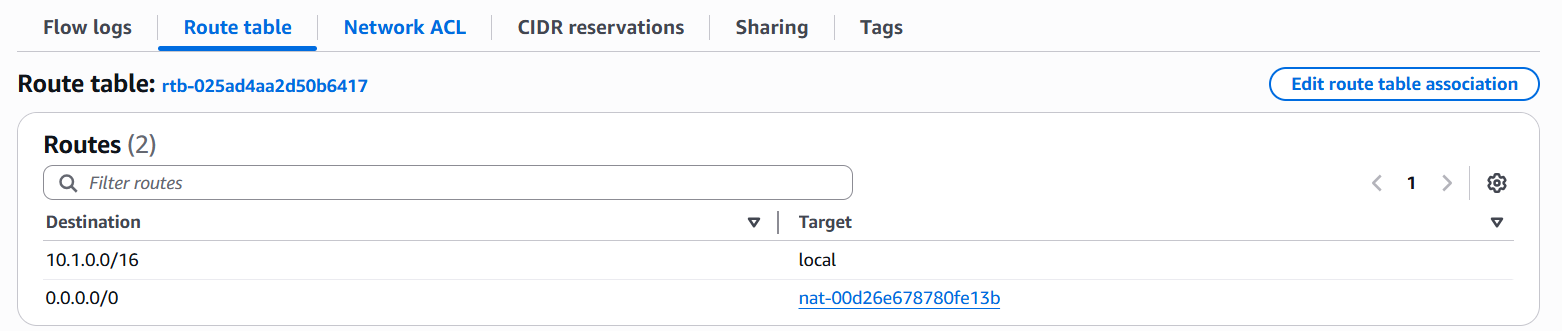 Flow logs Route table Network ACL CIDR reservations Sharing Tags
Route table: rtb-025ad4aa2d50b6417 Edit route table association
Routes (2)
Filter routes 1
Destination Target
10.1.0.0/16 local
0.0.0.0/0 nat-00d26e678780fe13b